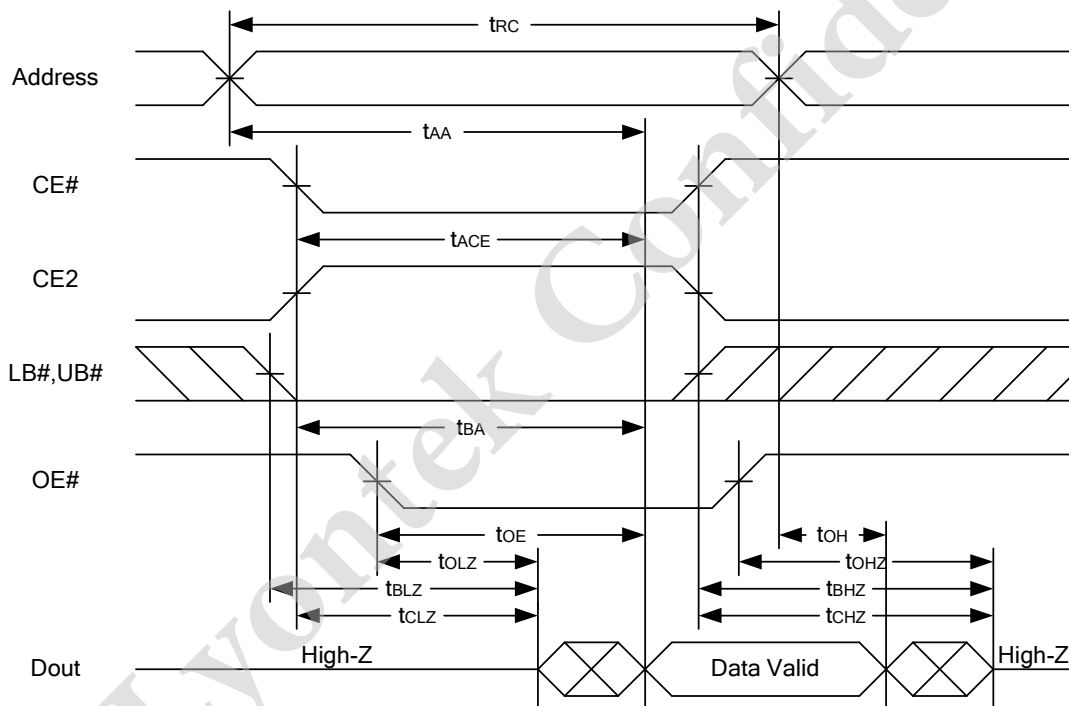 tRC
Address
tAA
CE#
tACE
CE2
LB#,UB#
tBA
OE#
tOE
tOH
tOLZ
tOHZ
tBLZ
tBHZ
tCLZ
tCHZ
Dout
High-Z
Data Valid
High-Z
Lyontek